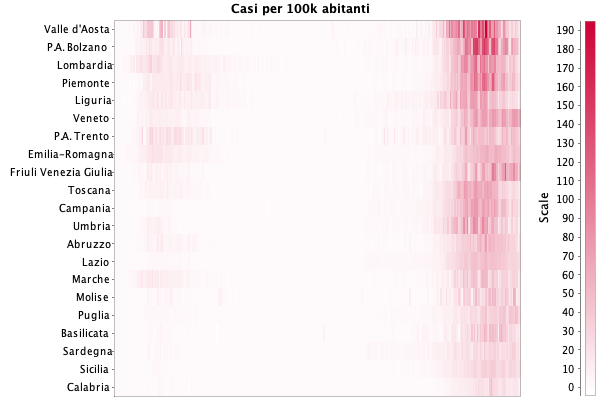 Casi per 100k abitanti
Valle d'Aosta
P.A. Bolzano
Lombardia
Piemonte
Liguria
Veneto
P.A. Trento
Emilia-Romagna
Friuli Venezia Giulia
Toscana
Campania
Umbria
Abruzzo
Lazio
Marche
Molise
Puglia
Basilicata
Sardegna
Sicilia
Calabria
Scale
190
180
170
160
150
140
130
120
110
100
90
80
70
60
50
40
30
20
10
0